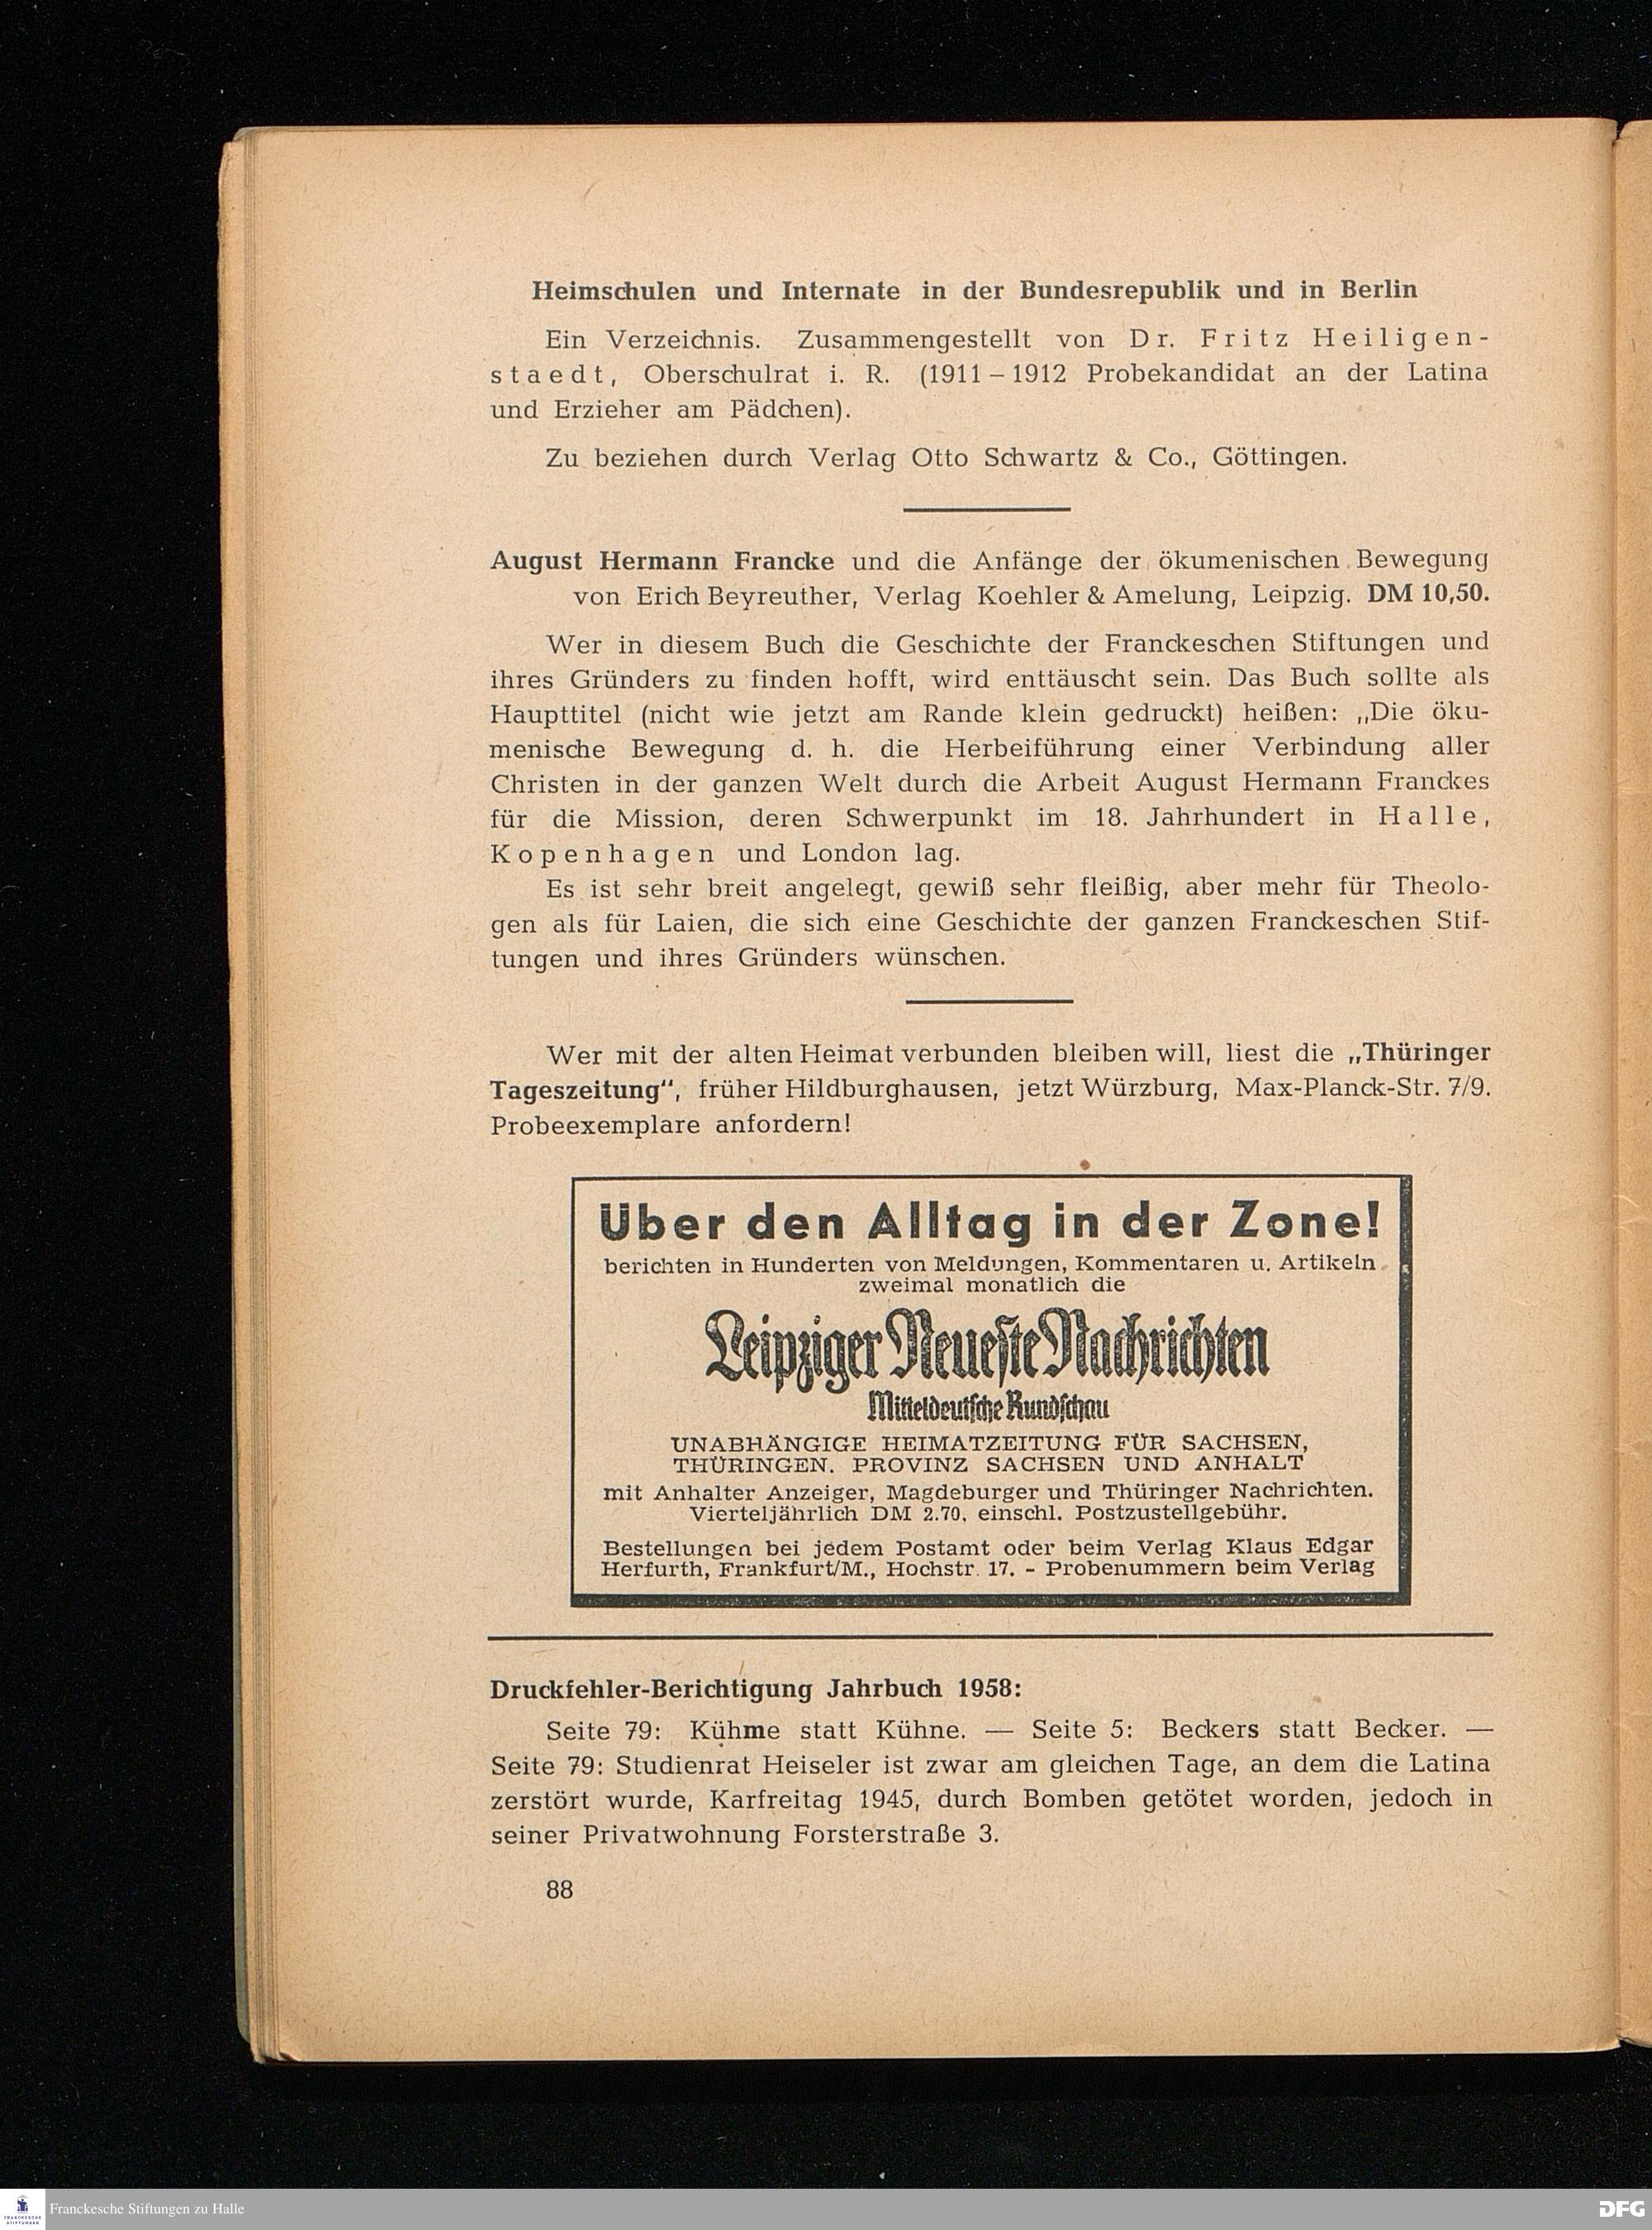 Heimschulen und Internate in der Bundesrepublik und in Berlin
Ein Verzeichnis. Zusammengestellt von Dr. Fritz Heiligen-
staedt, Oberschulrat i. R. (1911 – 1912 Probekandidat an der Latina
und Erzieher am Pädchen).
Zu beziehen durch Verlag Otto Schwartz & Co., Göttingen.
August Hermann Francke und die Anfänge der ökumenischen Bewegung
von Erich Beyreuther, Verlag Koehler & Amelung, Leipzig. DM 10,50.
Wer in diesem Buch die Geschichte der Franckeschen Stiftungen und
ihres Gründers zu finden hofft, wird enttäuscht sein. Das Buch sollte als
Haupttitel (nicht wie jetzt am Rande klein gedruckt) heißen: „Die öku-
menische Bewegung d. h. die Herbeiführung einer Verbindung aller
Christen in der ganzen Welt durch die Arbeit August Hermann Franckes
für die Mission, deren Schwerpunkt im 18. Jahrhundert in Halle,
Kopenhagen und London lag.
Es ist sehr breit angelegt, gewiß sehr fleißig, aber mehr für Theolo-
gen als für Laien, die sich eine Geschichte der ganzen Franckeschen Stif-
tungen und ihres Gründers wünschen.
Wer mit der alten Heimat verbunden bleiben will, liest die „Thüringer
Tageszeitung“, früher Hildburghausen, jetzt Würzburg, Max-Planck-Str. 7/9.
Probeexemplare anfordern!
Über den Alltag in der Zone!
berichten in Hunderten von Meldungen, Kommentaren u. Artikeln
zweimal monatlich die
Leipziger Neueste Nachrichten
Mitteldeutsche Rundschau
UNABHÄNGIGE HEIMATZEITUNG FÜR SACHSEN,
THÜRINGEN. PROVINZ SACHSEN UND ANHALT
mit Anhalter Anzeiger, Magdeburger und Thüringer Nachrichten.
Vierteljährlich DM 2.70. einschl. Postzustellgebühr.
Bestellungen bei jedem Postamt oder beim Verlag Klaus Edgar
Herfurth, Frankfurt/M., Hochstr. 17. - Probenummern beim Verlag
Druckfehler-Berichtigung Jahrbuch 1958:
Seite 79: Kühme statt Kühne. — Seite 5: Beckers statt Becker. —
Seite 79: Studienrat Heiseler ist zwar am gleichen Tage, an dem die Latina
zerstört wurde, Karfreitag 1945, durch Bomben getötet worden, jedoch in
seiner Privatwohnung Forsterstraße 3.
88
FRANCKESCHE
STIFTUNGEN
Franckesche Stiftungen zu Halle
DFG